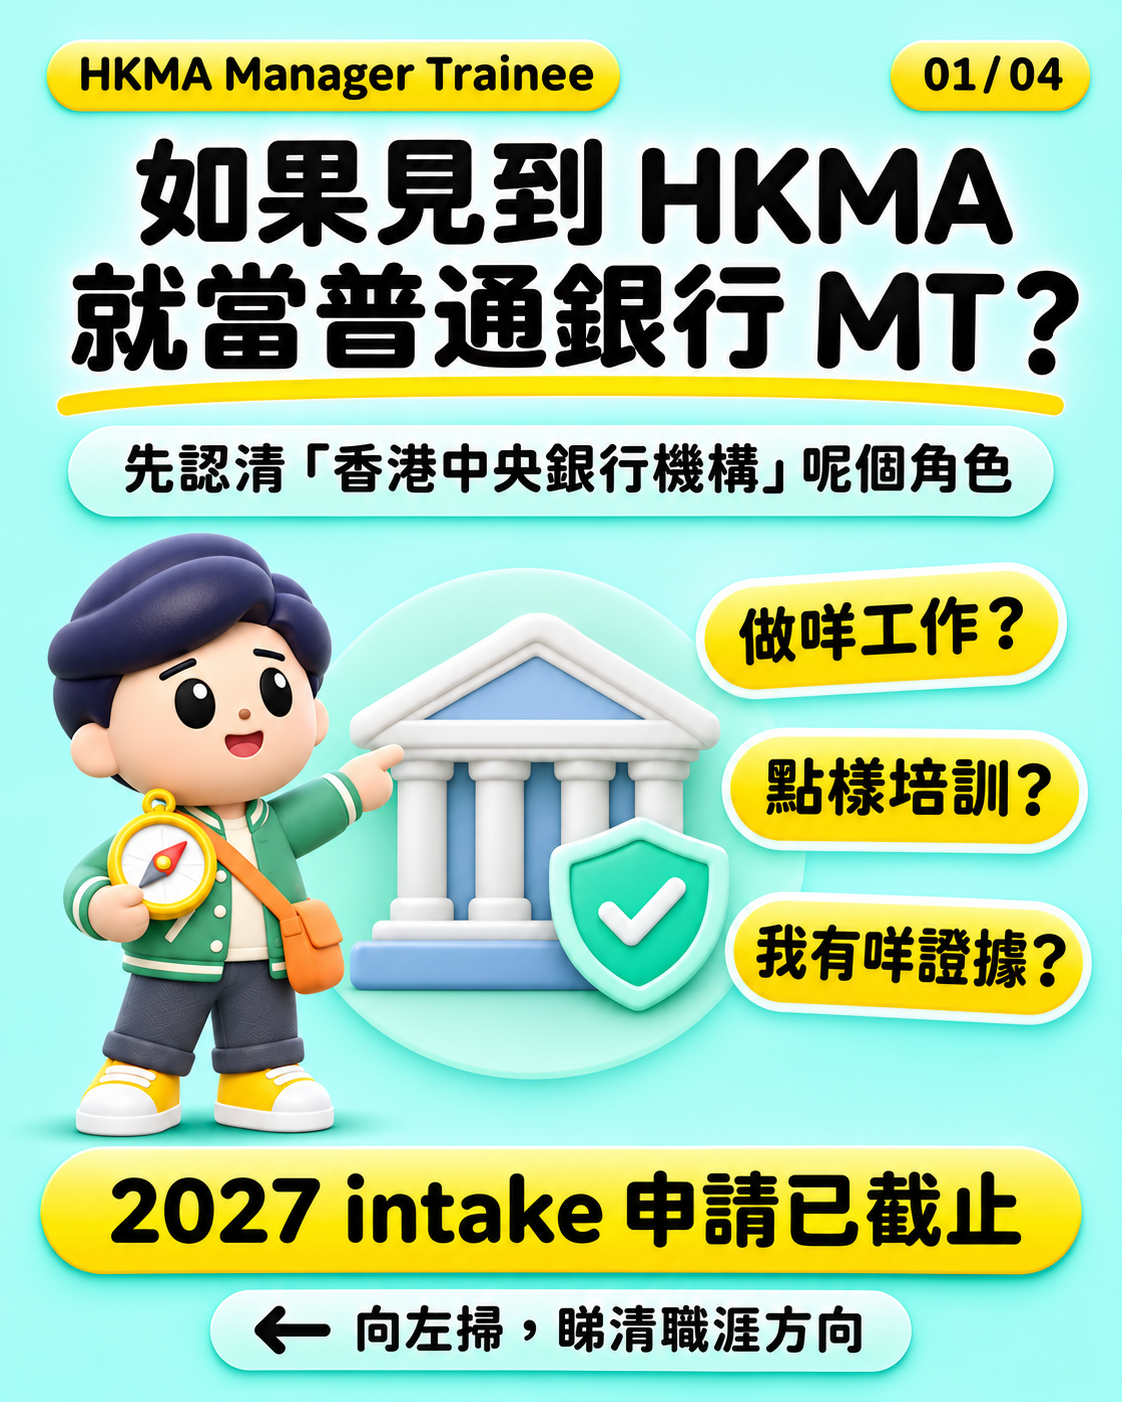 HKMA Manager Trainee
01/04
如果見到 HKMA
就當普通銀行 MT?
先認清「香港中央銀行機構」呢個角色
做咩工作?
點樣培訓?
我有咩證據?
2027 intake 申請已截止
← 向左掃，睇清職涯方向